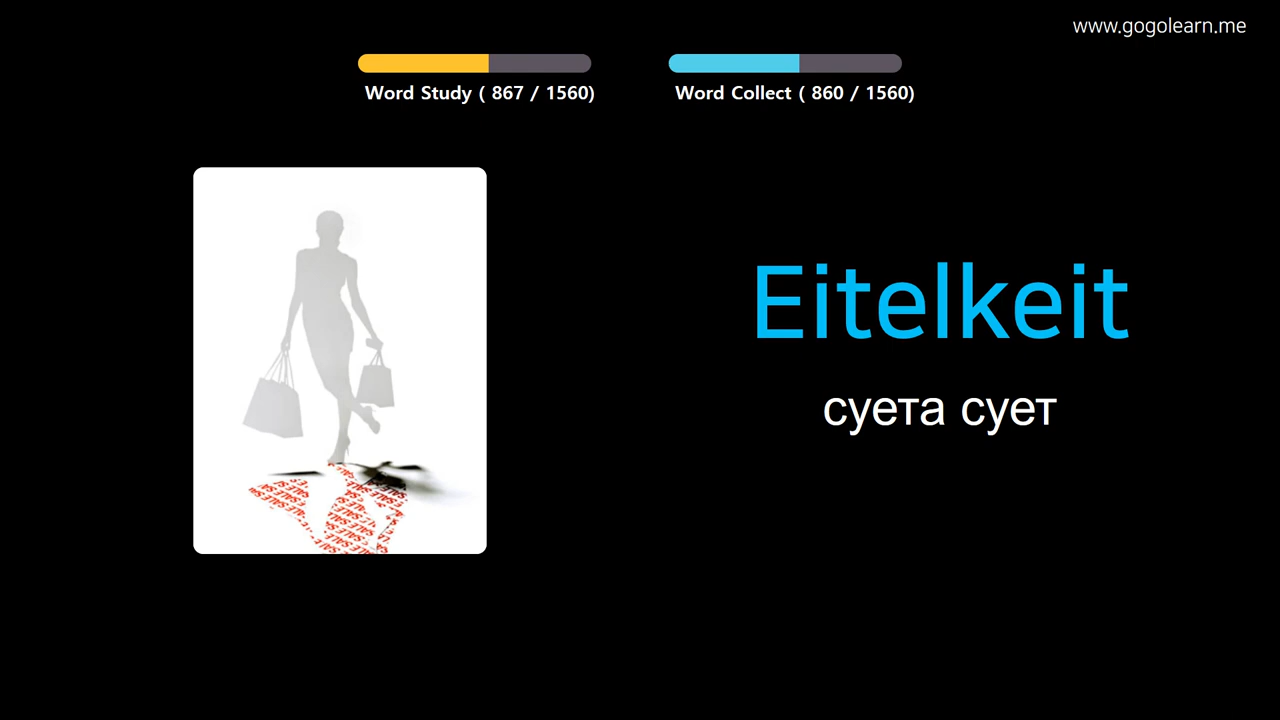 www.gogolearn.me
Word Study ( 867 / 1560)
Word Collect ( 860 / 1560)
Eitelkeit
суета сует